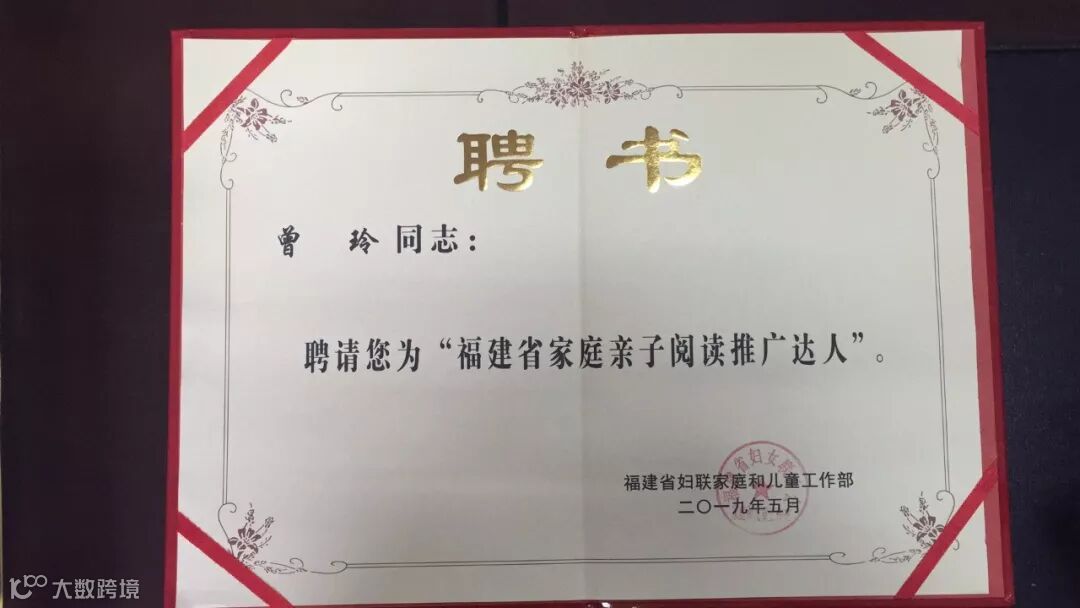 聘书
曾 玲 同志：
聘请您为“福建省家庭亲子阅读推广达人”。
福建省妇联家庭和儿童工作部
二〇一九年五月
大数跨境